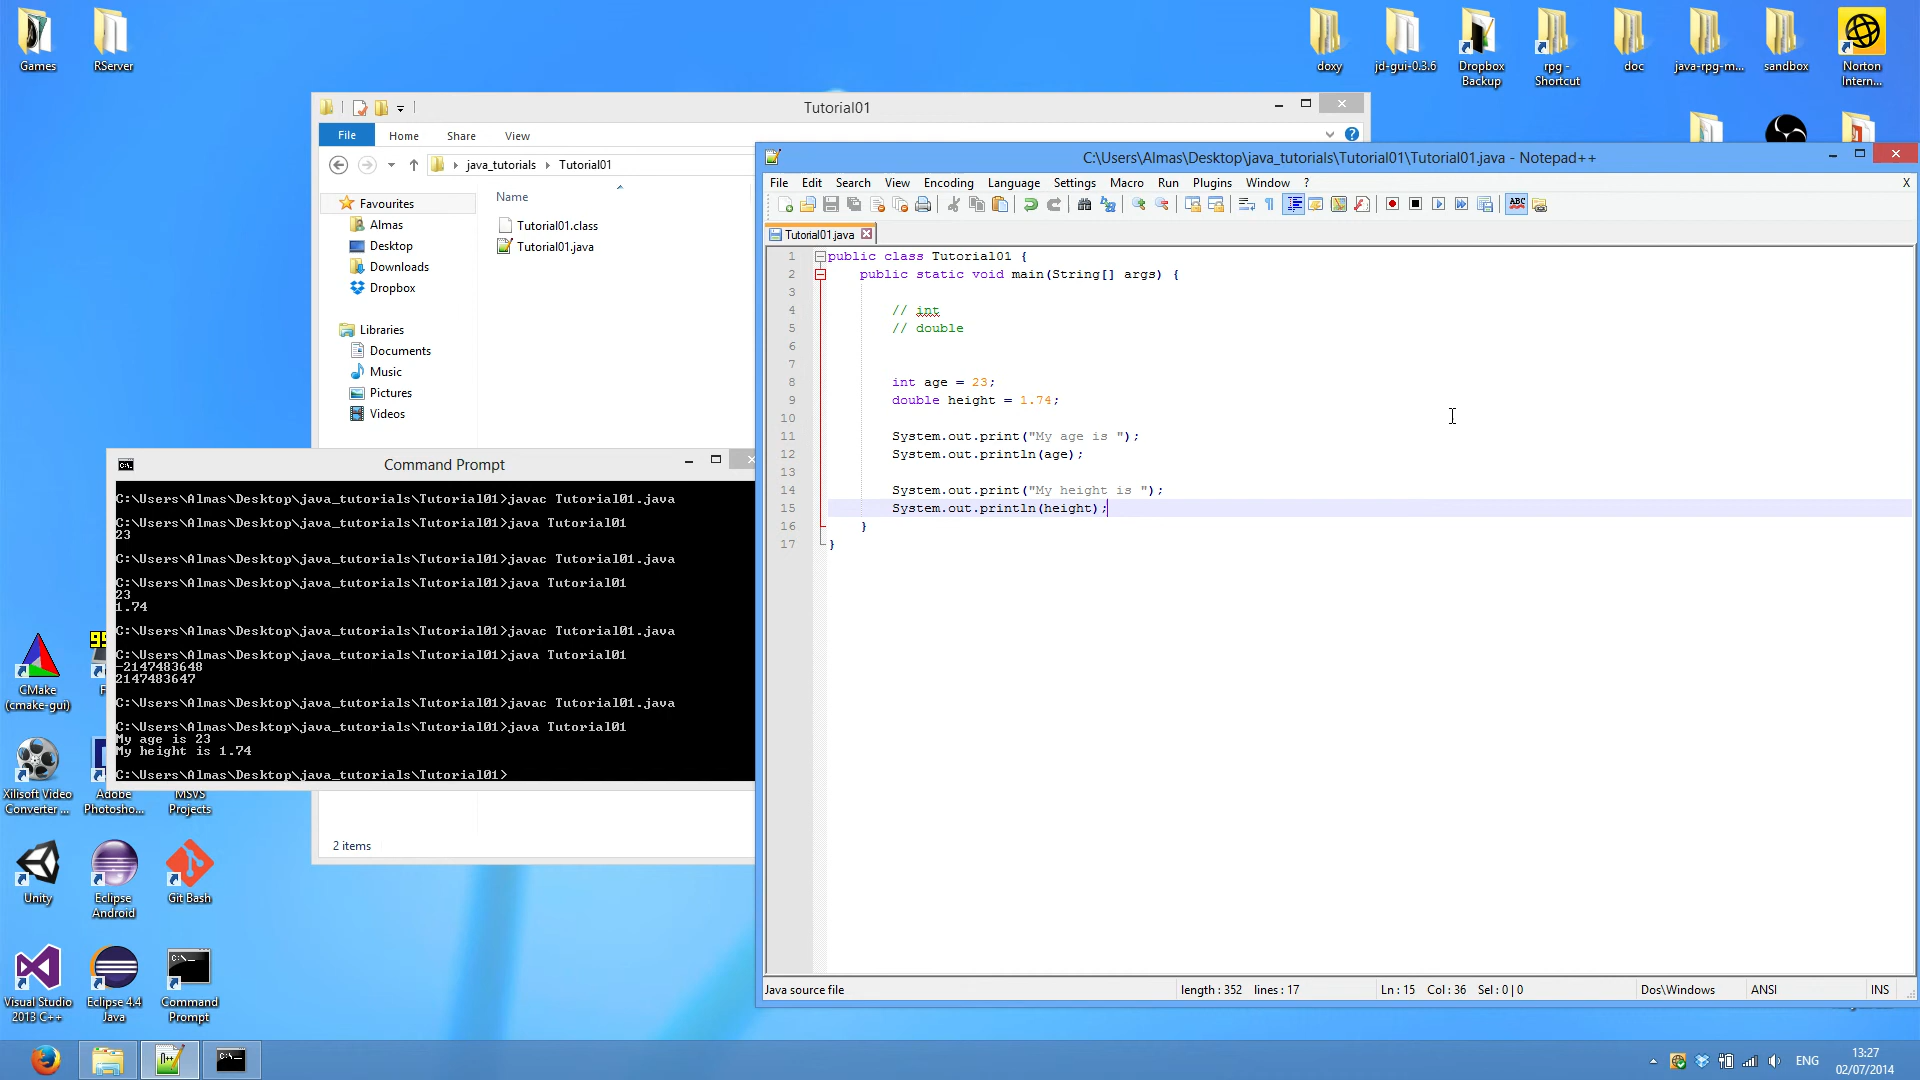 Games
RServer
doxy
jd-gui-0.3.6
Dropbox
Backup
rpg -
Shortcut
doc
java-rpg-m...
sandbox
Norton
Intern...
Tutorial01
File
Home
Share
View
java_tutorials
Tutorial01
Name
Favourites
Almas
Desktop
Downloads
Dropbox
Libraries
Documents
Music
Pictures
Videos
Tutorial01.class
Tutorial01.java
2 items
C:\Users\Almas\Desktop\java_tutorials\Tutorial01\Tutorial01.java - Notepad++
File Edit Search View Encoding Language Settings Macro Run Plugins Window ?
X
ABC
Tutorial01.java
1 public class Tutorial01 {
2 public static void main(String[] args) {
3
4 // int
5 // double
6
7
8 int age = 23;
9 double height = 1.74;
10
11 System.out.print("My age is ");
12 System.out.println(age);
13
14 System.out.print("My height is ");
15 System.out.println(height);
16 }
17 }
Java source file
length : 352 lines : 17
Ln : 15 Col : 36 Sel : 0 | 0
Dos\Windows
ANSI
INS
C:\
Command Prompt
C:\Users\Almas\Desktop\java_tutorials\Tutorial01>javac Tutorial01.java
C:\Users\Almas\Desktop\java_tutorials\Tutorial01>java Tutorial01
23
C:\Users\Almas\Desktop\java_tutorials\Tutorial01>javac Tutorial01.java
C:\Users\Almas\Desktop\java_tutorials\Tutorial01>java Tutorial01
23
1.74
C:\Users\Almas\Desktop\java_tutorials\Tutorial01>javac Tutorial01.java
C:\Users\Almas\Desktop\java_tutorials\Tutorial01>java Tutorial01
-2147483648
2147483647
C:\Users\Almas\Desktop\java_tutorials\Tutorial01>javac Tutorial01.java
C:\Users\Almas\Desktop\java_tutorials\Tutorial01>java Tutorial01
My age is 23
My height is 1.74
C:\Users\Almas\Desktop\java_tutorials\Tutorial01>
CMake
(cmake-gui)
99
F
Xilisoft Video
Converter ...
Adobe
Photosho...
MSVS
Projects
Unity
Eclipse
Android
Git Bash
Visual Studio
2013 C++
Eclipse 4.4
Java
Command
Prompt
ENG
13:27
02/07/2014